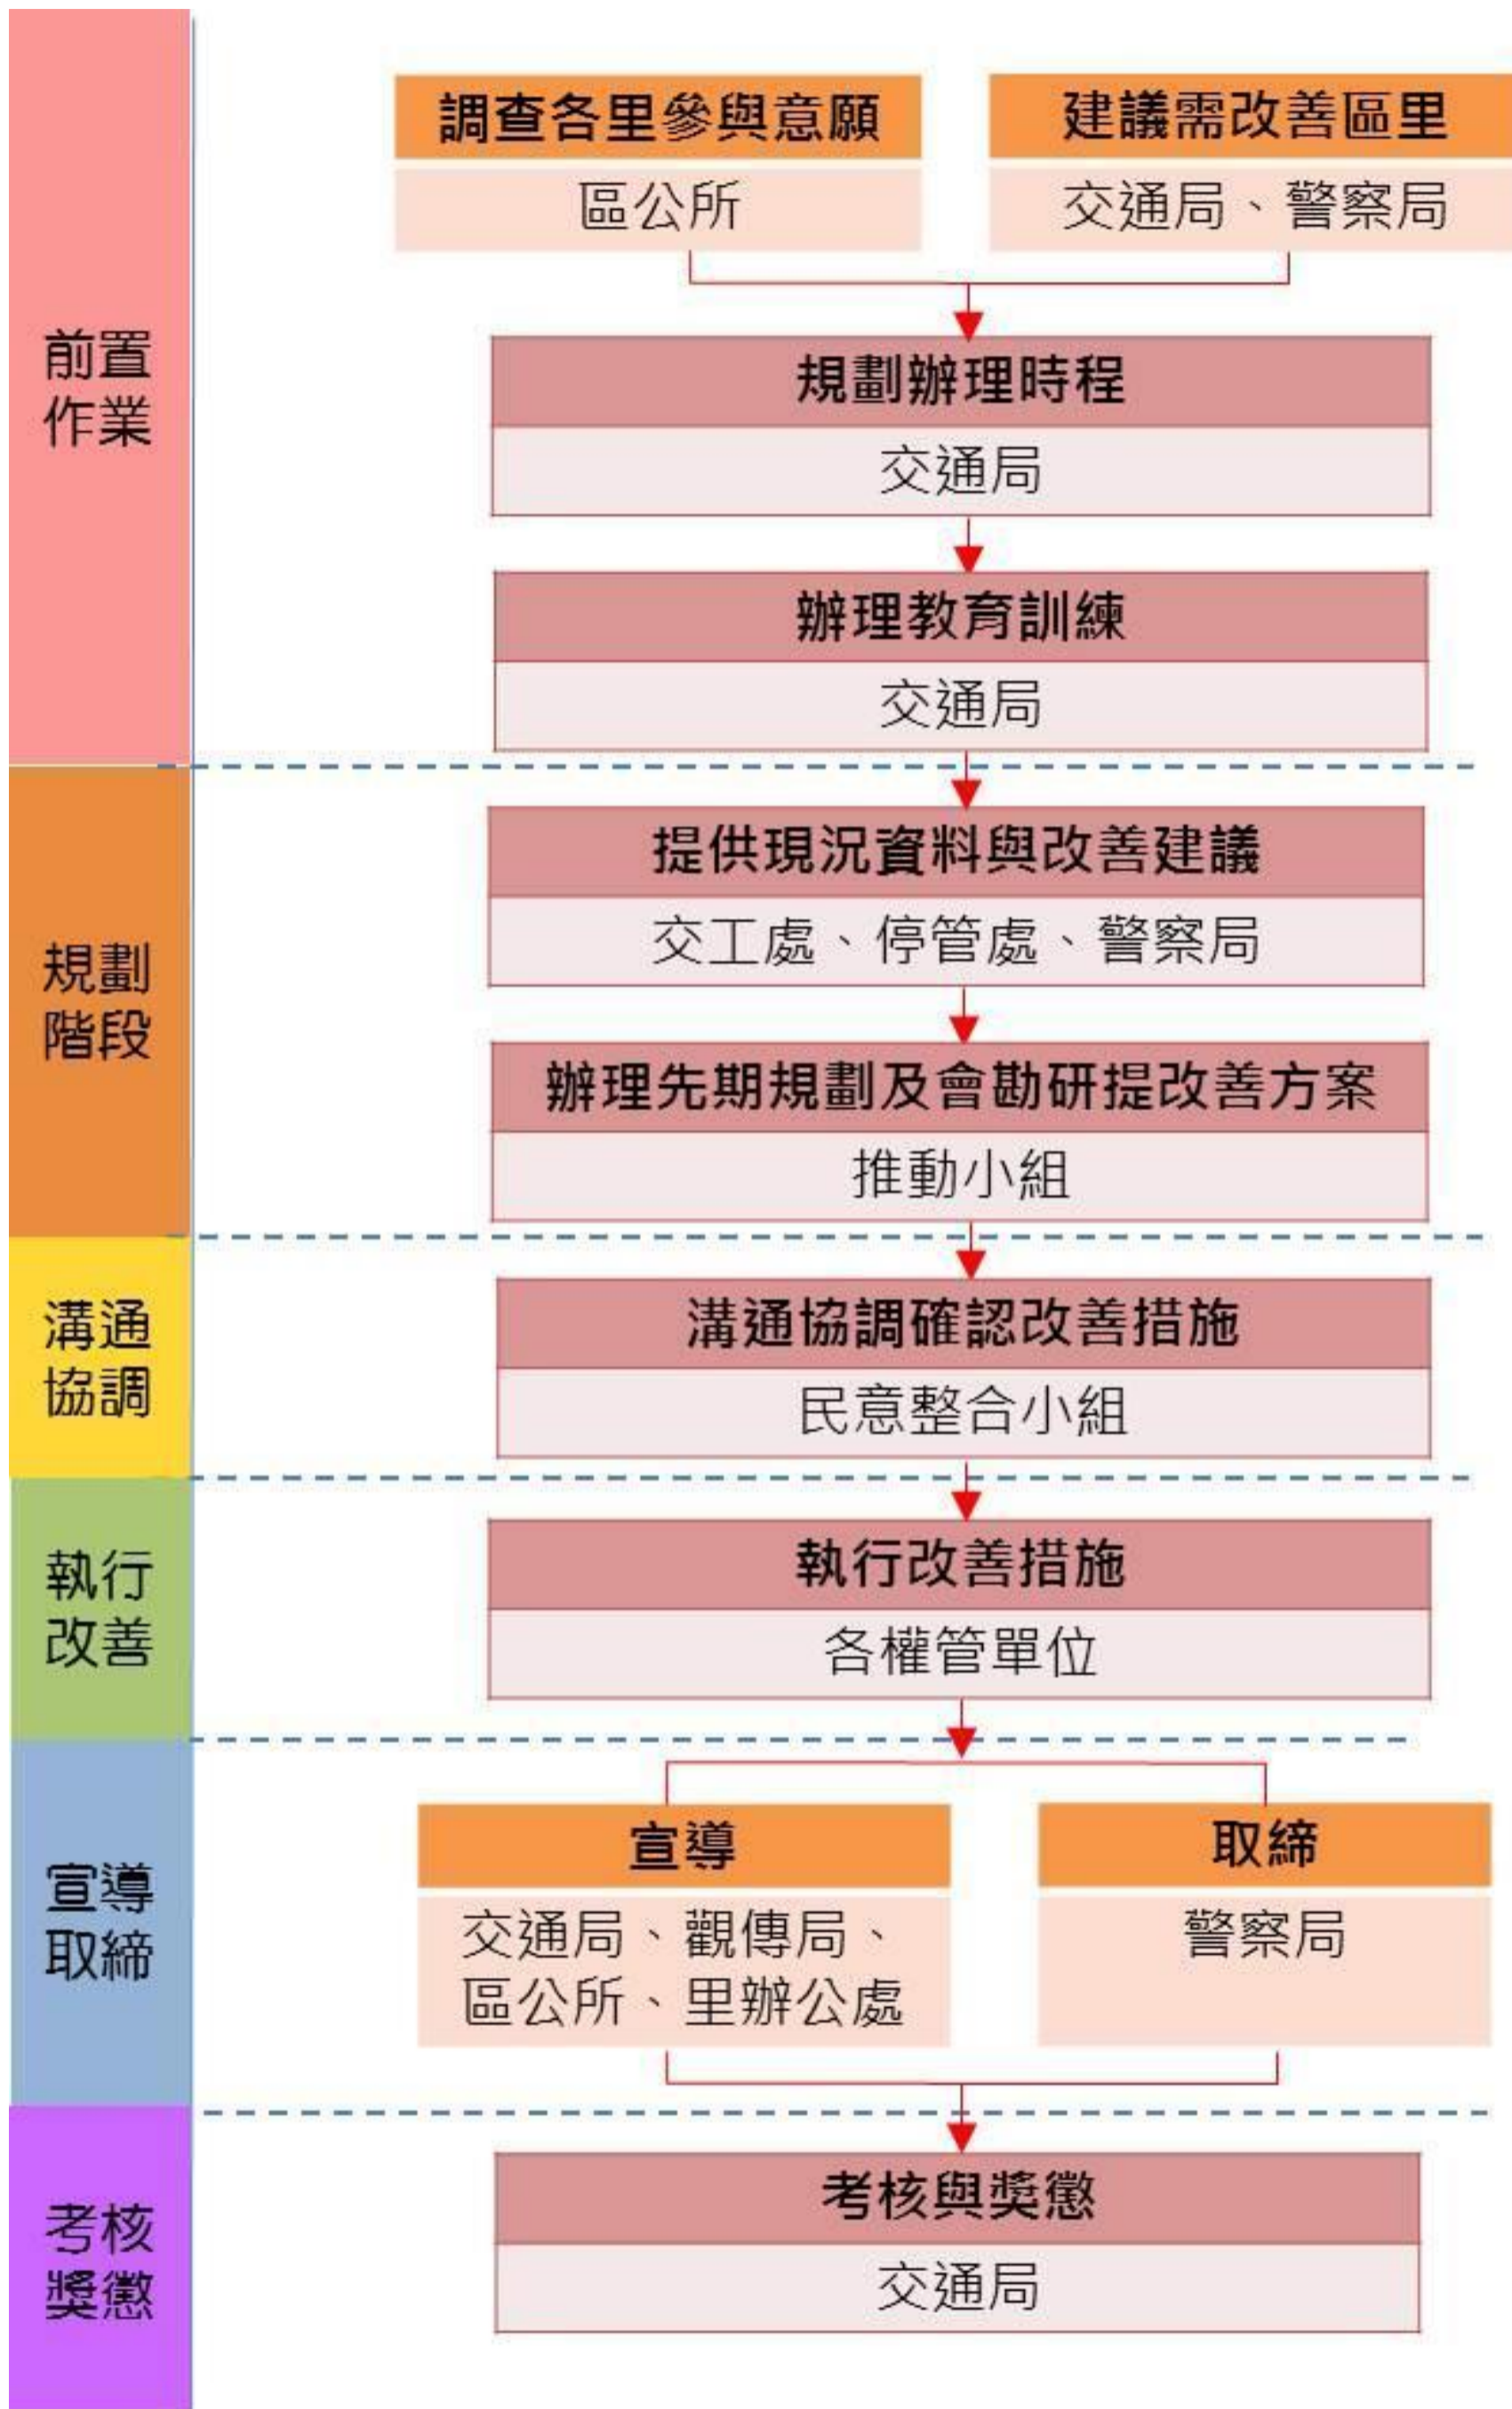 前置
作業
調查各里參與意願
區公所
建議需改善區里
交通局、警察局
規劃辦理時程
交通局
辦理教育訓練
交通局
規劃
階段
提供現況資料與改善建議
交工處、停管處、警察局
辦理先期規劃及會勘研提改善方案
推動小組
溝通
協調
溝通協調確認改善措施
民意整合小組
執行
改善
執行改善措施
各權管單位
宣導
取締
宣導
交通局、觀傳局、
區公所、里辦公處
取締
警察局
考核
獎懲
考核與獎懲
交通局